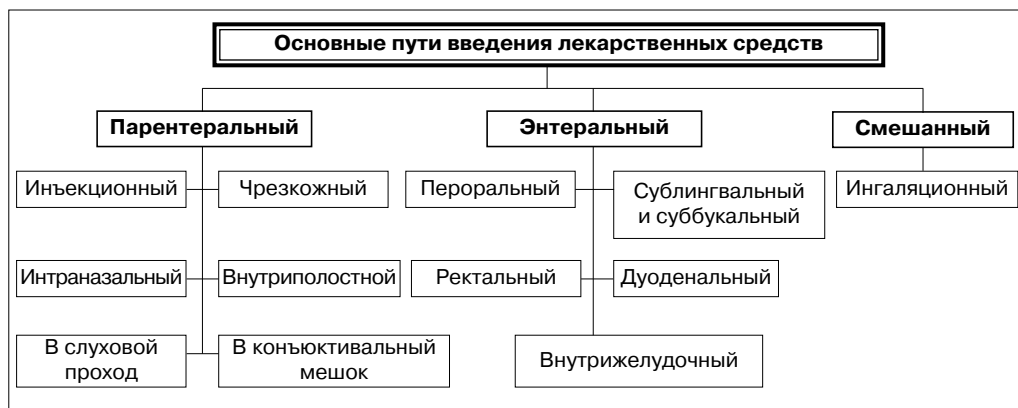 Основные пути введения лекарственных средств
Парентеральный
Энтеральный
Смешанный
Инъекционный
Чрезкожный
Пероральный
Сублингвальный
и суббукальный
Ингаляционный
Интраназальный
Внутриполостной
Ректальный
Дуоденальный
В слуховой
проход
В конъюктивальный
мешок
Внутрижелудочный